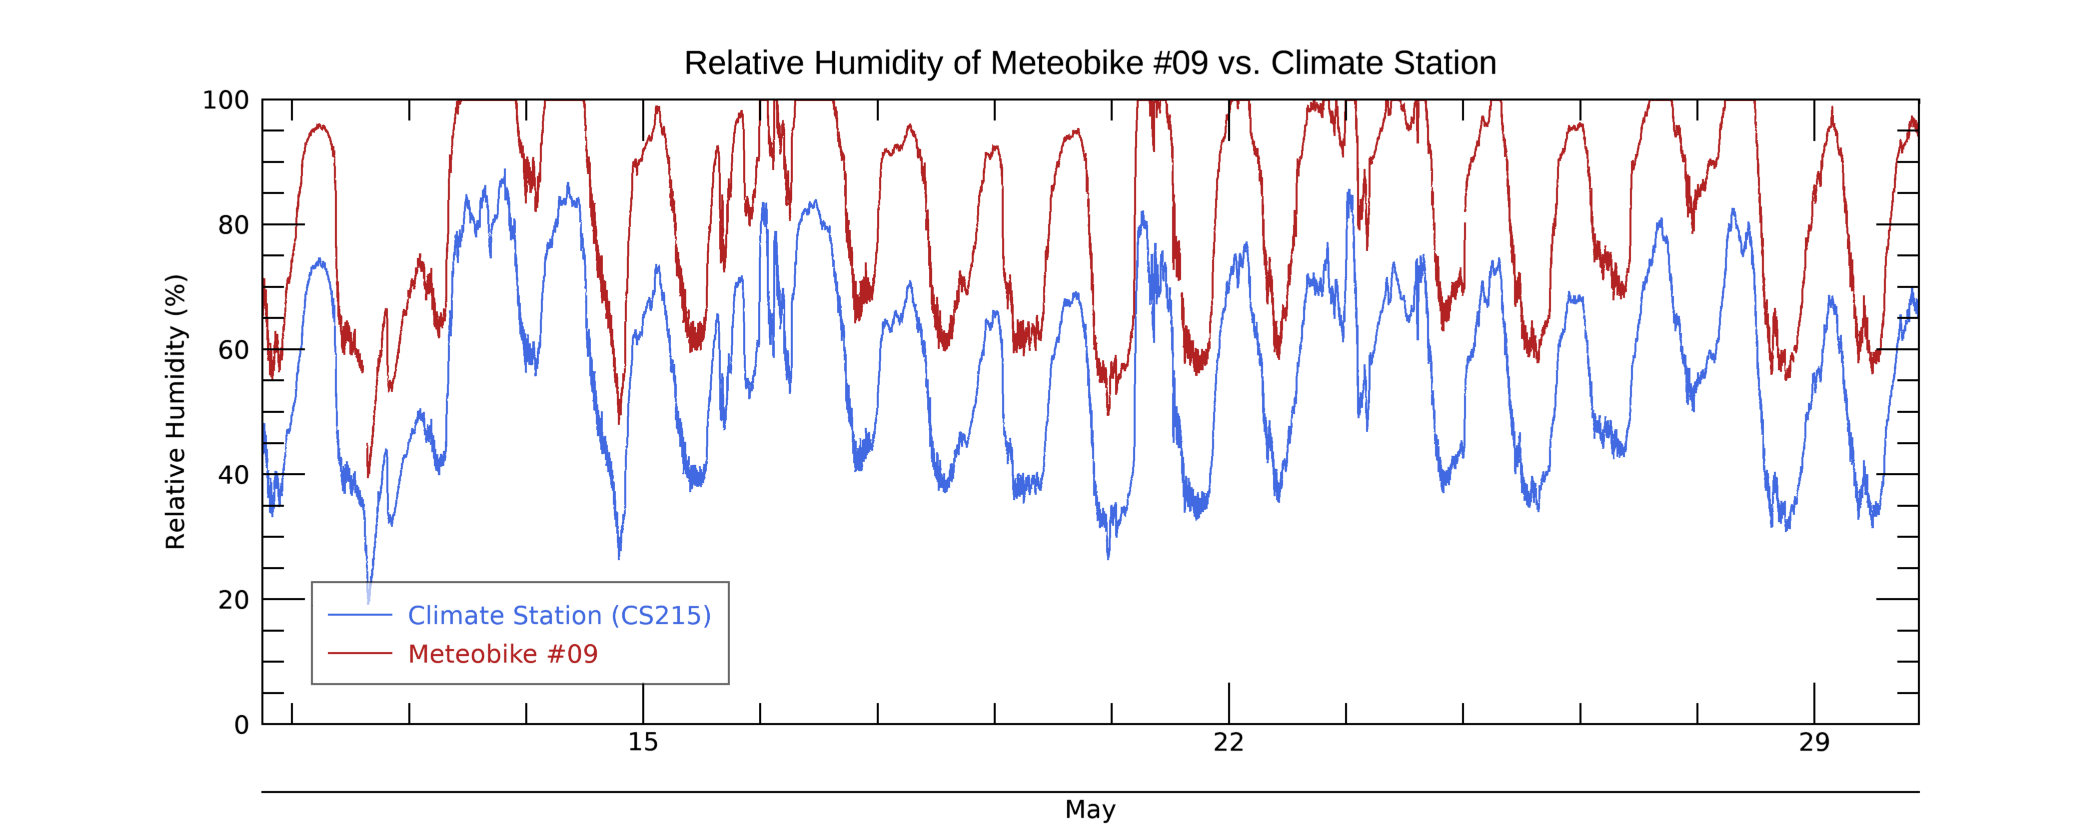 Relative Humidity of Meteobike #09 vs. Climate Station
Relative Humidity (%)
100
80
60
40
20
0
Climate Station (CS215)
Meteobike #09
15 22 29
May